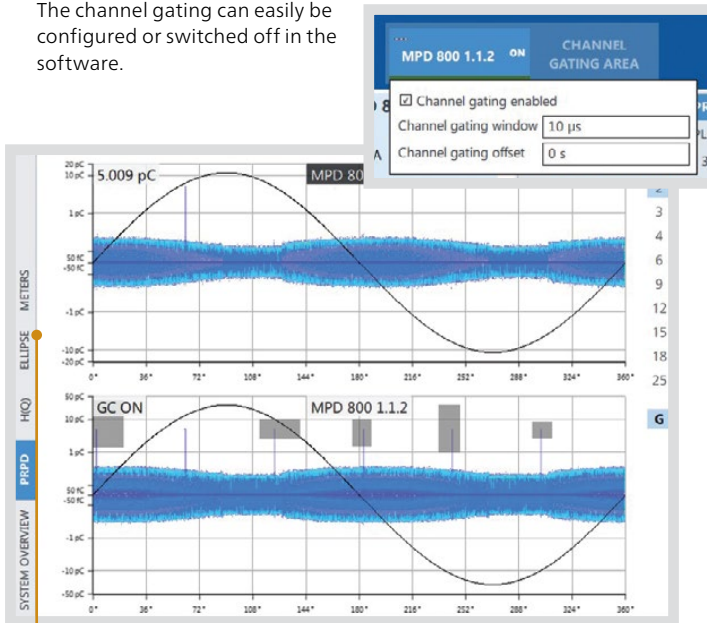 The channel gating can easily be
configured or switched off in the
software.
MPD 800 1.1.2 ON
CHANNEL
GATING AREA
Channel gating enabled
Channel gating window 10 µs
Channel gating offset 0 s
METERS
ELLIPSE
H(Q)
PRPD
SYSTEM OVERVIEW
5.009 pC
MPD 80
20 pC
10 pC
1 pC
50 fC
-50 fC
-1 pC
-10 pC
-20 pC
0° 36° 72° 108° 144° 180° 216° 252° 288° 324° 360°
GC ON
MPD 800 1.1.2
50 pC
10 pC
1 pC
50 fC
-50 fC
-1 pC
-10 pC
-50 pC
0° 36° 72° 108° 144° 180° 216° 252° 288° 324° 360°
3
4
6
9
12
15
18
25
G